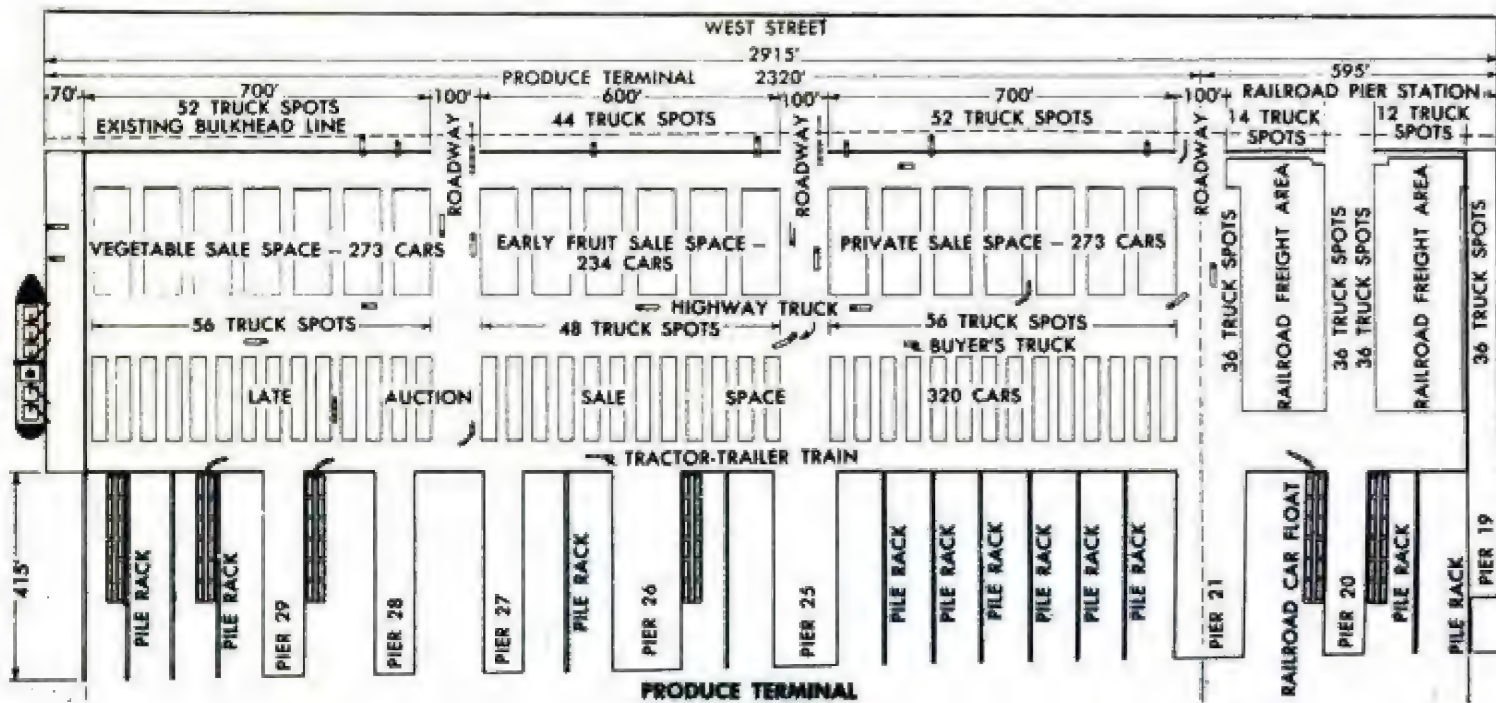 WEST STREET
2915'
PRODUCE TERMINAL 2320'
595'
70'
700'
100'
600'
100'
700'
100'
RAILROAD PIER STATION
52 TRUCK SPOTS
44 TRUCK SPOTS
52 TRUCK SPOTS
14 TRUCK
SPOTS
12 TRUCK
SPOTS
EXISTING BULKHEAD LINE
ROADWAY
ROADWAY
ROADWAY
VEGETABLE SALE SPACE – 273 CARS
EARLY FRUIT SALE SPACE –
234 CARS
PRIVATE SALE SPACE – 273 CARS
36 TRUCK SPOTS
RAILROAD FREIGHT AREA
36 TRUCK SPOTS
36 TRUCK SPOTS
RAILROAD FREIGHT AREA
36 TRUCK SPOTS
HIGHWAY TRUCK
56 TRUCK SPOTS
48 TRUCK SPOTS
56 TRUCK SPOTS
BUYER'S TRUCK
LATE AUCTION SALE SPACE 320 CARS
TRACTOR-TRAILER TRAIN
415'
PILE RACK
PILE RACK
PIER 29
PIER 28
PIER 27
PILE RACK
PIER 26
PIER 25
PILE RACK
PILE RACK
PILE RACK
PILE RACK
PILE RACK
PILE RACK
PIER 21
RAILROAD CAR FLOAT
PIER 20
PILE RACK
PILE RACK
PIER 19
PRODUCE TERMINAL